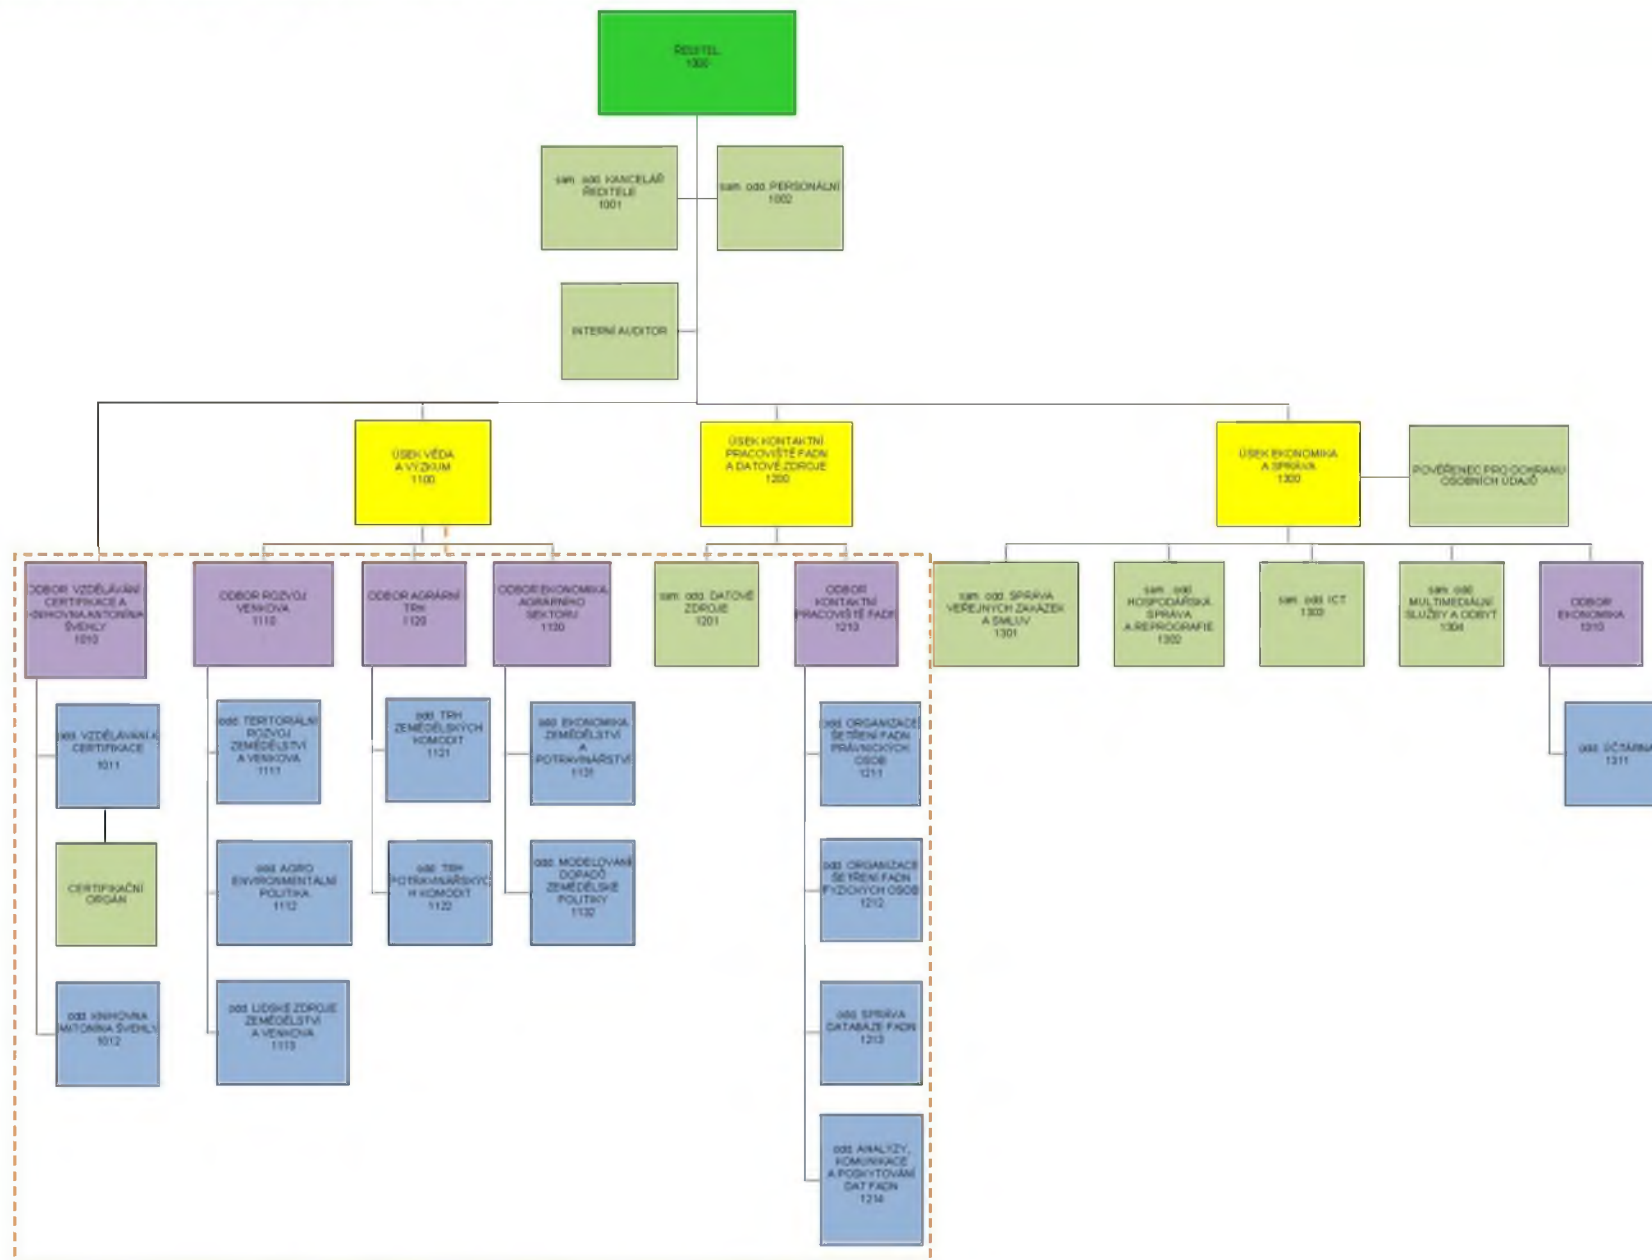 ŘEDITEL
1000
sam. odd. KANCELÁŘ
ŘEDITELE
1001
sam. odd. PERSONÁLNÍ
1002
INTERNÍ AUDITOR
ÚSEK VĚDA
A VÝZKUM
1100
ÚSEK KONTAKTNÍ
PRACOVIŠTĚ FADN
A DATOVÉ ZDROJE
1200
ÚSEK EKONOMIKA
A SPRÁVA
1300
POVĚŘENEC PRO OCHRANU
OSOBNÍCH ÚDAJŮ
ODBOR VZDĚLÁVÁNÍ
CERTIFIKACE A
KNIHOVNA ANTONÍNA
ŠVEHLY
1010
ODBOR ROZVOJ
VENKOVA
1110
ODBOR AGRÁRNÍ
TRH
1120
ODBOR EKONOMIKA
AGRÁRNÍHO
SEKTORU
1130
sam. odd. DATOVÉ
ZDROJE
1201
ODBOR
KONTAKTNÍ
PRACOVIŠTĚ FADN
1210
sam. odd. SPRÁVA
VEŘEJNÝCH ZAKÁZEK
A SMLUV
1301
sam. odd.
HOSPODÁŘSKÁ
SPRÁVA
A REPROGRAFIE
1302
sam. odd. ICT
1303
sam. odd.
MULTIMEDIÁLNÍ
SLUŽBY A ODBYT
1304
ODBOR
EKONOMIKA
1310
odd. VZDĚLÁVÁNÍ A
CERTIFIKACE
1011
odd. TERITORIÁLNÍ
ROZVOJ
ZEMĚDĚLSTVÍ
A VENKOVA
1111
odd. TRH
ZEMĚDĚLSKÝCH
KOMODIT
1121
odd. EKONOMIKA
ZEMĚDĚLSTVÍ
A
POTRAVINÁŘSTVÍ
1131
odd. ORGANIZACE
ŠETŘENÍ FADN
PRÁVNICKÝCH
OSOB
1211
odd. ÚČTÁRNA
1311
CERTIFIKAČNÍ
ORGÁN
odd. AGRO
ENVIRONMENTÁLNÍ
POLITIKA
1112
odd. TRH
POTRAVINÁŘSKÝC
H KOMODIT
1122
odd. MODELOVÁNÍ
DOPADŮ
ZEMĚDĚLSKÉ
POLITIKY
1132
odd. ORGANIZACE
ŠETŘENÍ FADN
FYZICKÝCH OSOB
1212
odd. KNIHOVNA
ANTONÍNA ŠVEHLY
1012
odd. LIDSKÉ ZDROJE
ZEMĚDĚLSTVÍ
A VENKOVA
1113
odd. SPRÁVA
DATABÁZE FADN
1213
odd. ANALÝZY,
KOMUNIKACE
A POSKYTOVÁNÍ
DAT FADN
1214